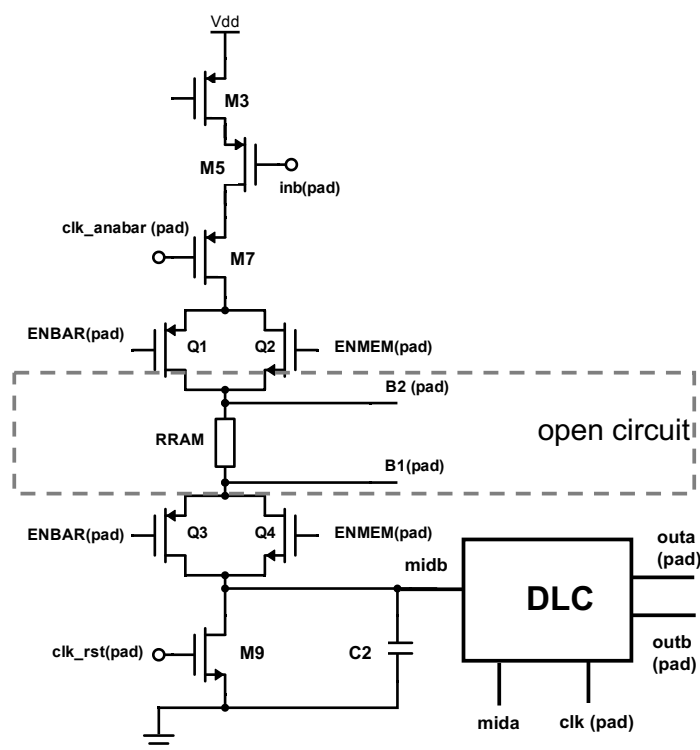 Vdd
M3
M5
inb(pad)
clk_anabar (pad)
M7
ENBAR(pad)
Q1
Q2
ENMEM(pad)
B2 (pad)
RRAM
open circuit
B1(pad)
ENBAR(pad)
Q3
Q4
ENMEM(pad)
midb
DLC
outa
(pad)
outb
(pad)
clk_rst(pad)
M9
C2
mida
clk (pad)